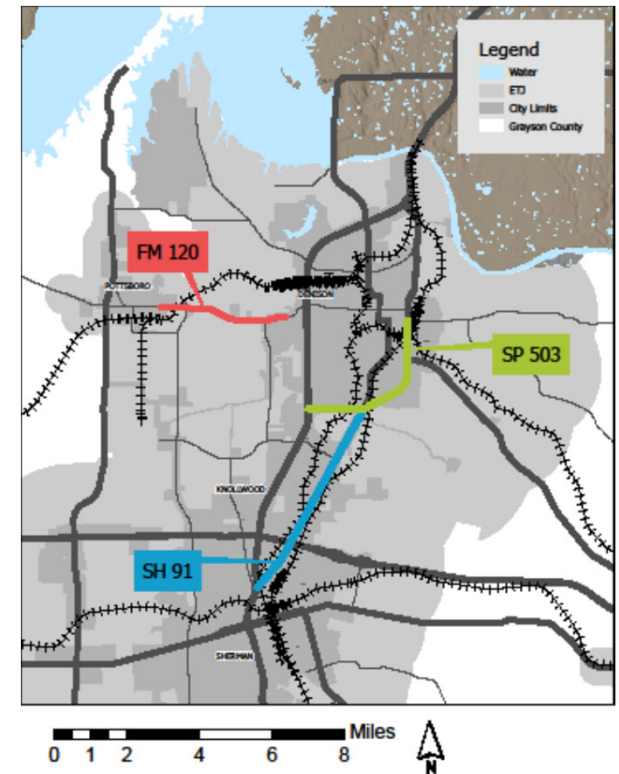 Legend
Water
ETJ
City Limits
Grayson County
FM 120
POTTSBORO
DENISON
SP 503
KNOLLWOOD
SH 91
SHERMAN
Miles
0 1 2 4 6 8
N